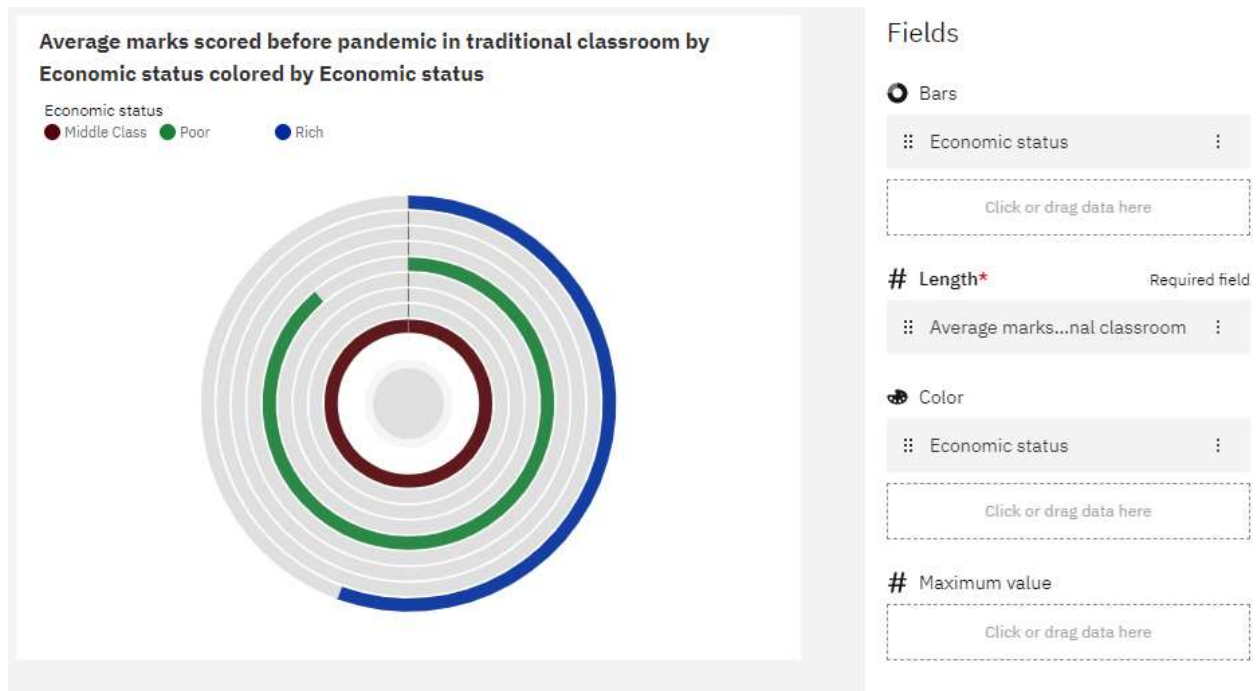 Average marks scored before pandemic in traditional classroom by
Economic status colored by Economic status
Economic status
Middle Class Poor Rich
Fields
Bars
Economic status
Click or drag data here
# Length* Required field
Average marks...nal classroom
Color
Economic status
Click or drag data here
# Maximum value
Click or drag data here